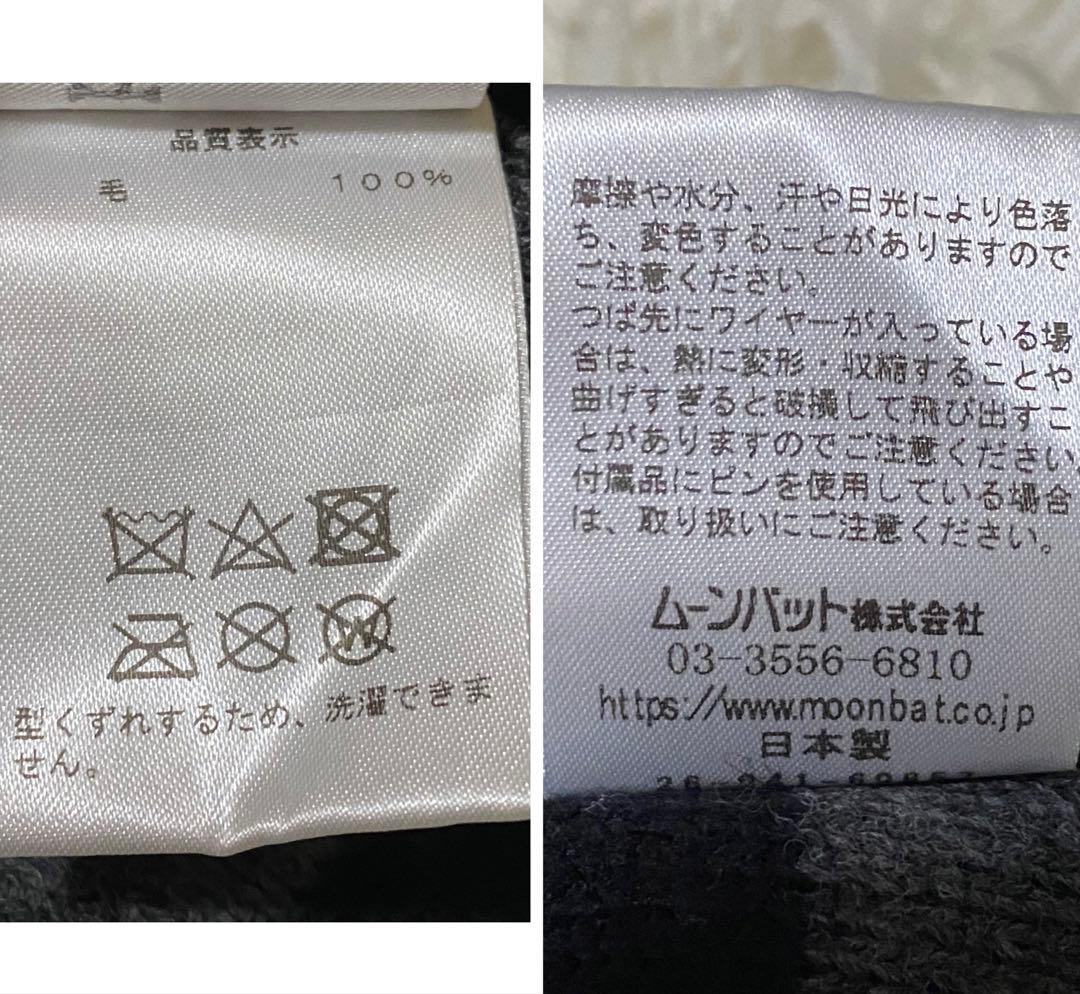 品質表示
毛 100%
型くずれするため、洗濯できま
せん。
摩擦や水分、汗や日光により色落
ち、変色することがありますので
ご注意ください。
つば先にワイヤーが入っている場
合は、熱に変形・収縮することや
曲げすぎると破損して飛び出すこ
とがありますのでご注意ください
付属品にピンを使用している場合
は、取り扱いにご注意ください。
ムーンバット株式会社
03-3556-6810
https://www.moonbat.co.jp
日本製